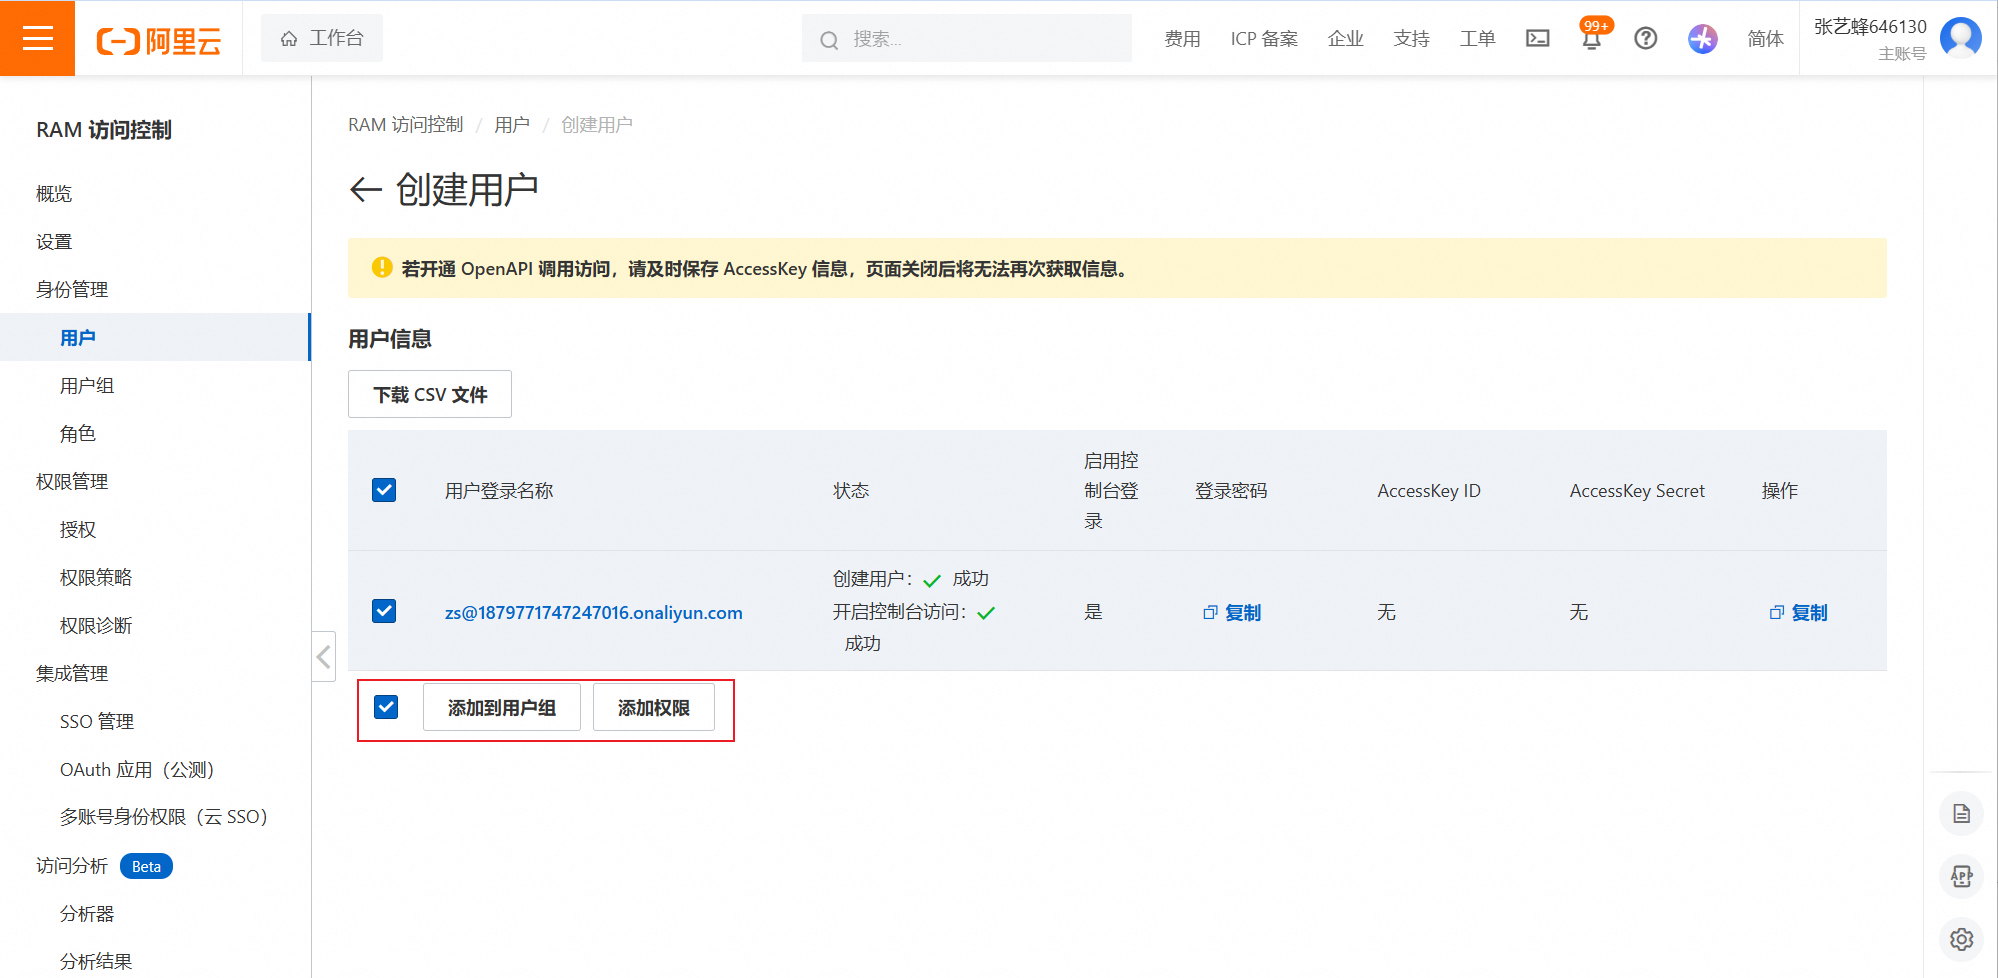 阿里云
工作台
搜索...
费用
ICP 备案
企业
支持
工单
99+
简体
张艺蜂646130
主账号
RAM 访问控制
概览
设置
身份管理
用户
用户组
角色
权限管理
授权
权限策略
权限诊断
集成管理
SSO 管理
OAuth 应用（公测）
多账号身份权限（云 SSO）
访问分析 Beta
分析器
分析结果
RAM 访问控制 / 用户 / 创建用户
创建用户
若开通 OpenAPI 调用访问，请及时保存 AccessKey 信息，页面关闭后将无法再次获取信息。
用户信息
下载 CSV 文件
用户登录名称
状态
启用控
制台登
录
登录密码
AccessKey ID
AccessKey Secret
操作
zs@1879771747247016.onaliyun.com
创建用户： 成功
开启控制台访问：
成功
是
复制
无
无
复制
添加到用户组
添加权限
APP